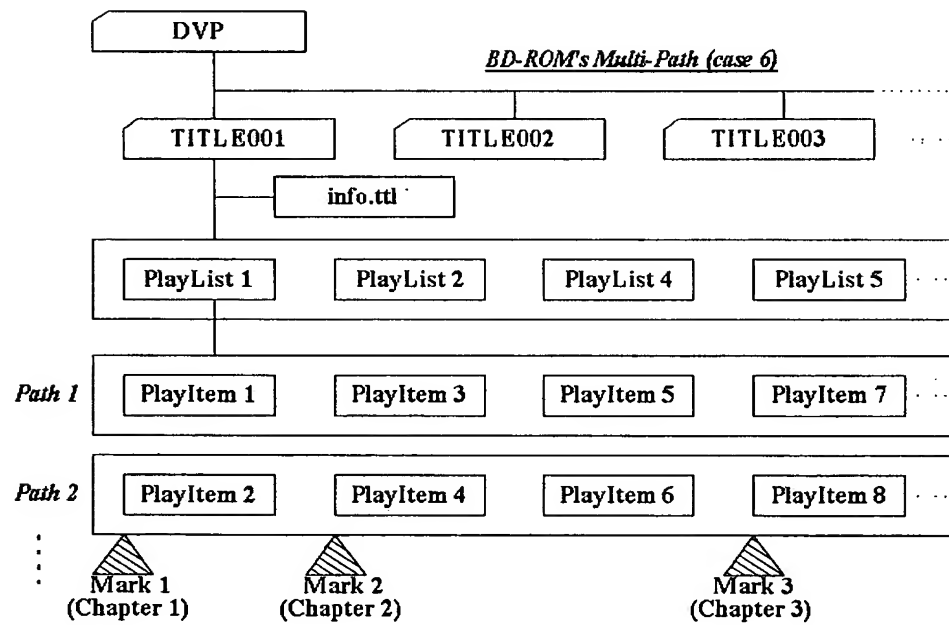 DVP
BD-ROM's Multi-Path (case 6)
TITLE001
TITLE002
TITLE003
info.ttl
PlayList 1
PlayList 2
PlayList 4
PlayList 5
Path 1
PlayItem 1
PlayItem 3
PlayItem 5
PlayItem 7
Path 2
PlayItem 2
PlayItem 4
PlayItem 6
PlayItem 8
Mark 1
(Chapter 1)
Mark 2
(Chapter 2)
Mark 3
(Chapter 3)